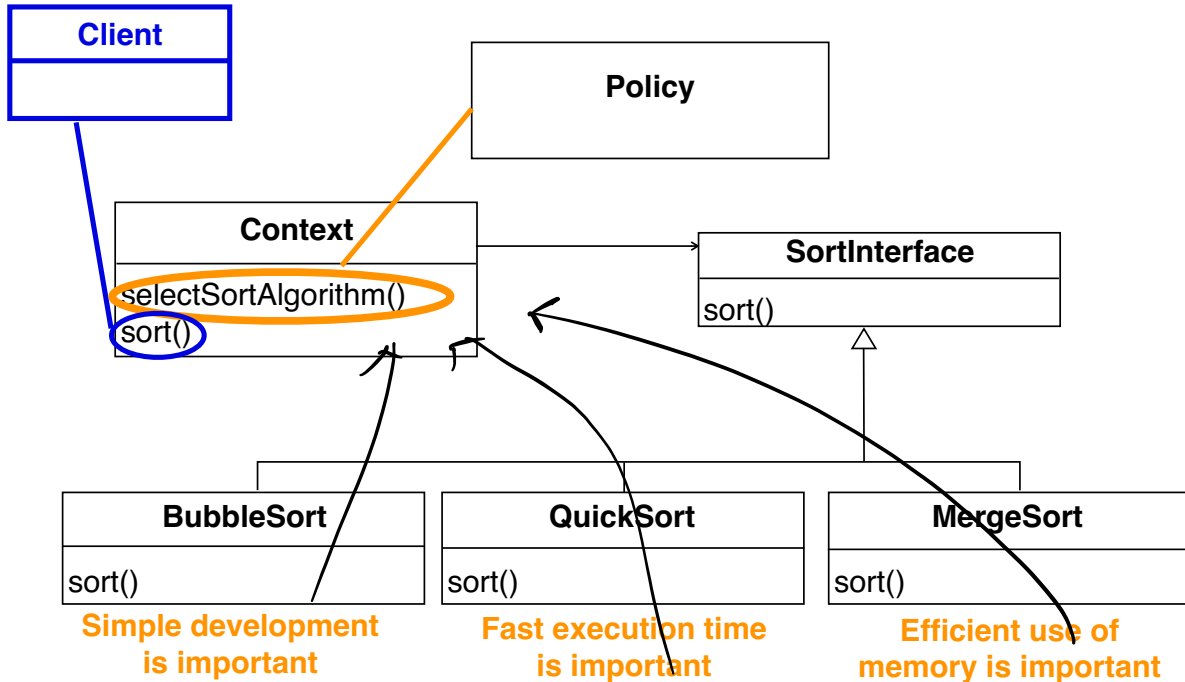 Client
Policy
Context
selectSortAlgorithm()
sort()
SortInterface
sort()
BubbleSort
sort()
Simple development
is important
QuickSort
sort()
Fast execution time
is important
MergeSort
sort()
Efficient use of
memory is important